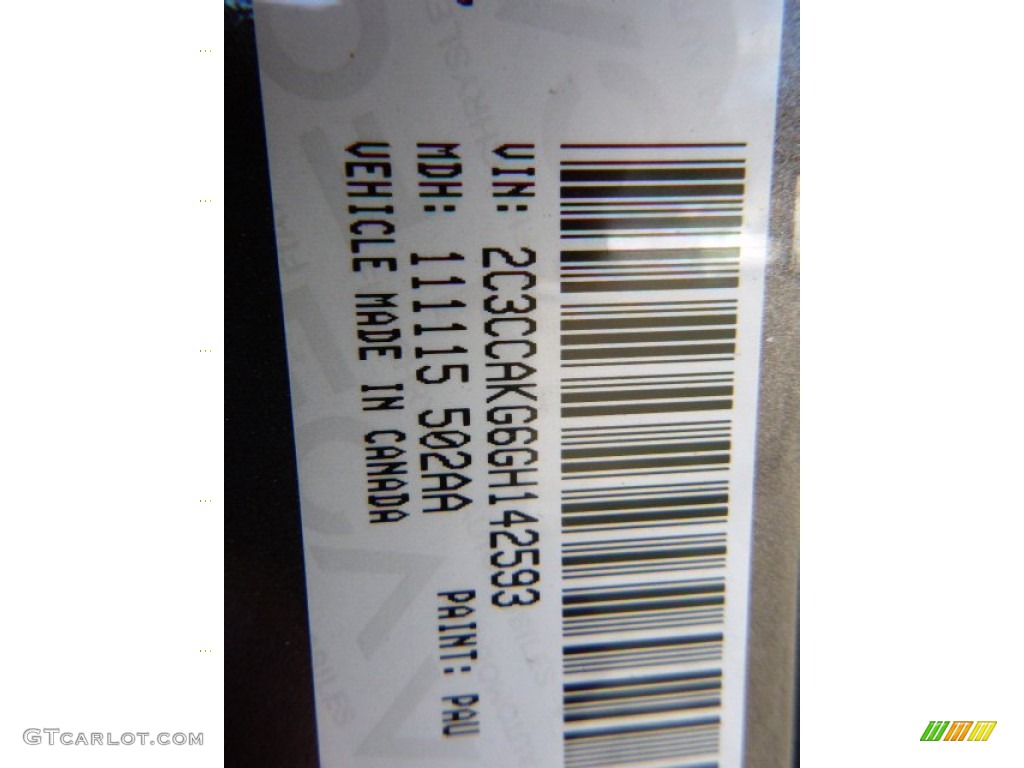 VIN: 2C3CCAKG6GH142593
MDH: 111115 502AA PAINT: PAU
VEHICLE MADE IN CANADA
GTCarLot.com